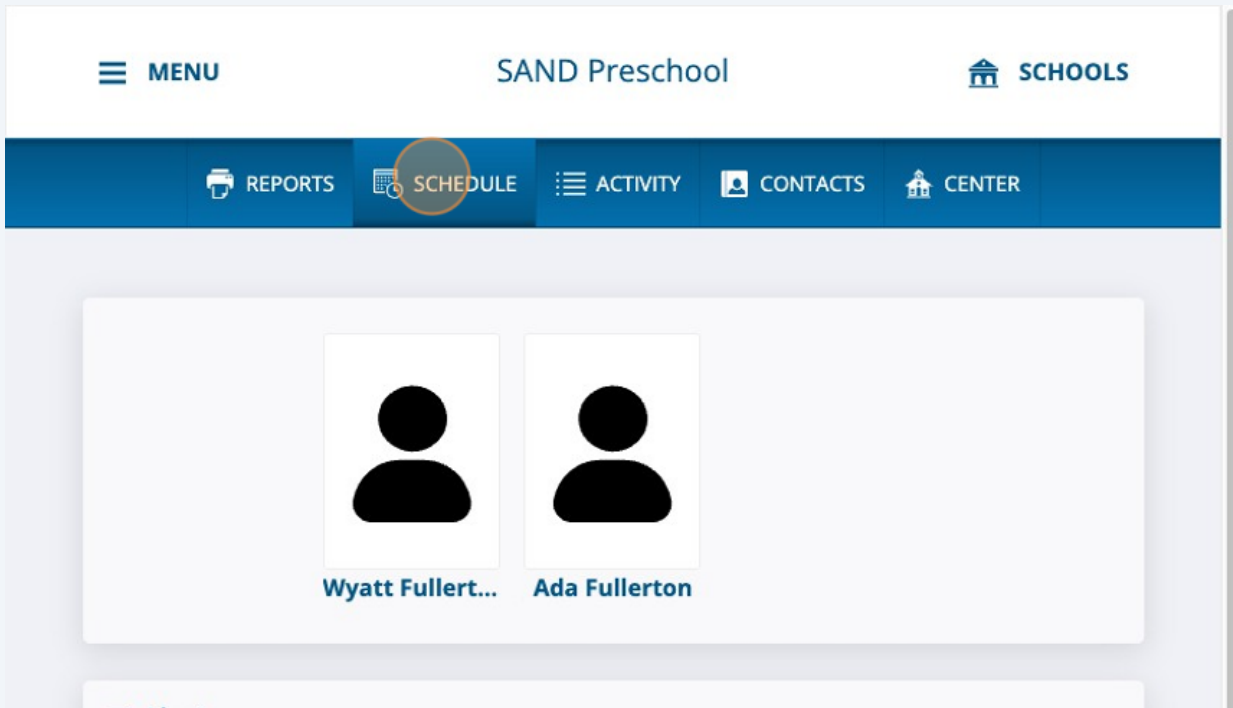 MENU SAND Preschool SCHOOLS
REPORTS SCHEDULE ACTIVITY CONTACTS CENTER
Wyatt Fullert... Ada Fullerton